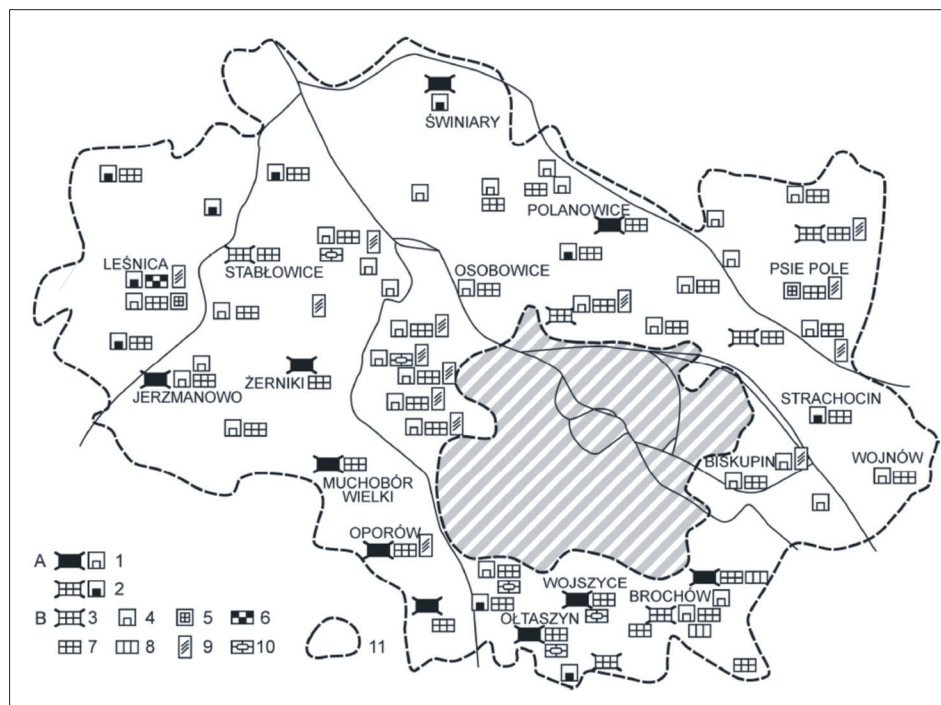 ŚWINIARY
POLANOWICE
LEŚNICA
STABŁOWICE
OSOBOWICE
PSIE POLE
ŻERNIKI
JERZMANOWO
STRACHOCIN
MUCHOBÓR
WIELKI
BISKUPIN
WOJNÓW
OPORÓW
WOJSZYCE
BROCHÓW
OŁTASZYN
A 1
2
B 3 4 5 6
7 8 9 10 11